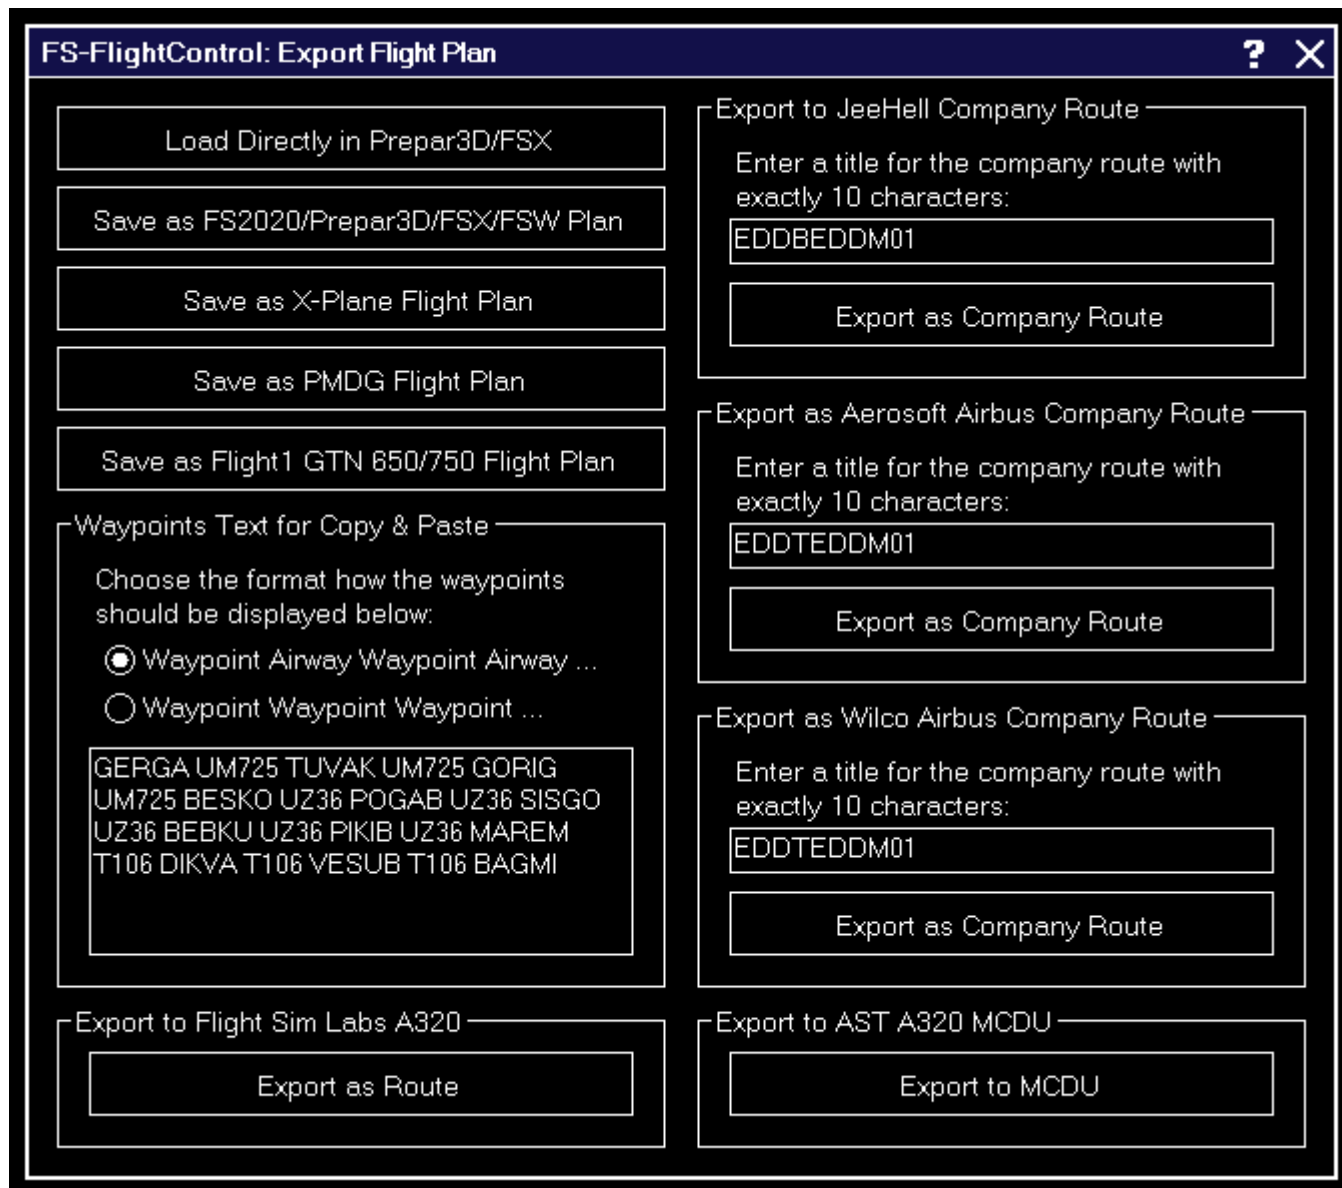 FS-FlightControl: Export Flight Plan
?
Load Directly in Prepar3D/FSX
Save as FS2020/Prepar3D/FSX/FSW Plan
Save as X-Plane Flight Plan
Save as PMDG Flight Plan
Save as Flight1 GTN 650/750 Flight Plan
Waypoints Text for Copy & Paste
Choose the format how the waypoints
should be displayed below:
Waypoint Airway Waypoint Airway ...
Waypoint Waypoint Waypoint ...
GERGA UM725 TUVAK UM725 GORIG
UM725 BESKO UZ36 POGAB UZ36 SISGO
UZ36 BEBKU UZ36 PIKIB UZ36 MAREM
T106 DIKVA T106 VESUB T106 BAGMI
Export to Flight Sim Labs A320
Export as Route
Export to JeeHell Company Route
Enter a title for the company route with
exactly 10 characters:
EDDBEDDM01
Export as Company Route
Export as Aerosoft Airbus Company Route
Enter a title for the company route with
exactly 10 characters:
EDDTEDDM01
Export as Company Route
Export as Wilco Airbus Company Route
Enter a title for the company route with
exactly 10 characters:
EDDTEDDM01
Export as Company Route
Export to AST A320 MCDU
Export to MCDU